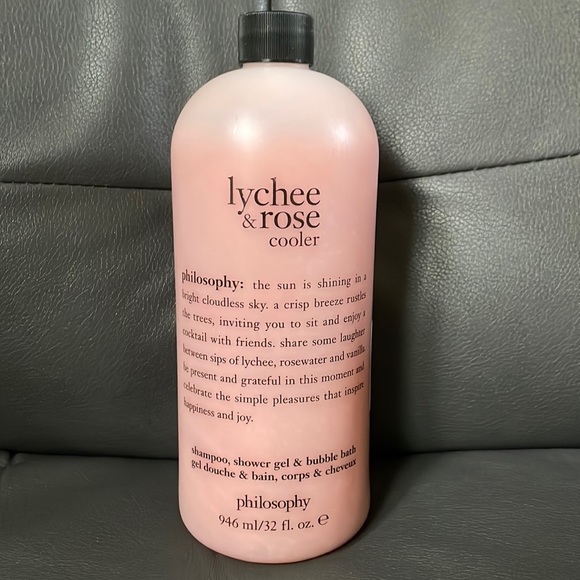 lychee
& rose
cooler
philosophy: the sun is shining in a
bright cloudless sky. a crisp breeze rustles
the trees, inviting you to sit and enjoy a
cocktail with friends. share some laughter
between sips of lychee, rosewater and vanilla.
be present and grateful in this moment and
celebrate the simple pleasures that inspire
happiness and joy.
shampoo, shower gel & bubble bath
gel douche & bain, corps & cheveux
philosophy
946 ml/32 fl. oz. ℮